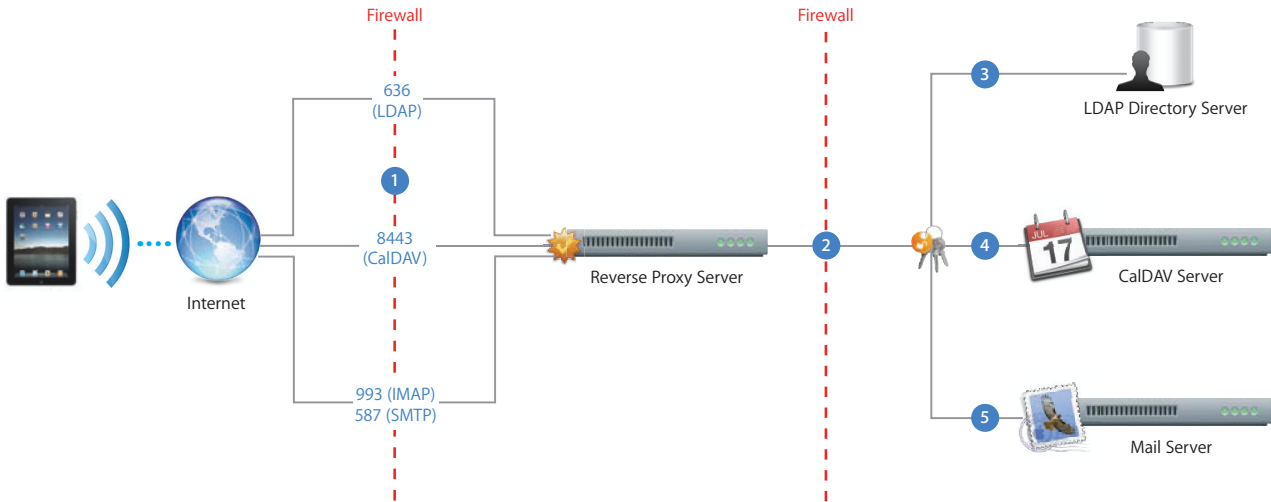 Firewall
Firewall
636
(LDAP)
3
LDAP Directory Server
1
8443
(CalDAV)
2
4
JUL
17
Internet
Reverse Proxy Server
CalDAV Server
993 (IMAP)
587 (SMTP)
5
Mail Server